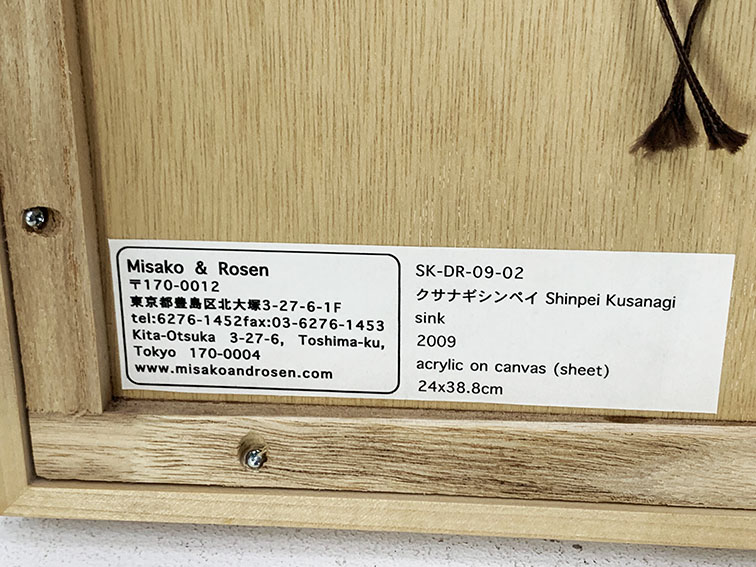 Misako & Rosen
〒170-0012
東京都豊島区北大塚3-27-6-1F
tel:6276-1452fax:03-6276-1453
Kita-Otsuka 3-27-6, Toshima-ku,
Tokyo 170-0004
www.misakoandrosen.com
SK-DR-09-02
クサナギシンペイ Shinpei Kusanagi
sink
2009
acrylic on canvas (sheet)
24x38.8cm